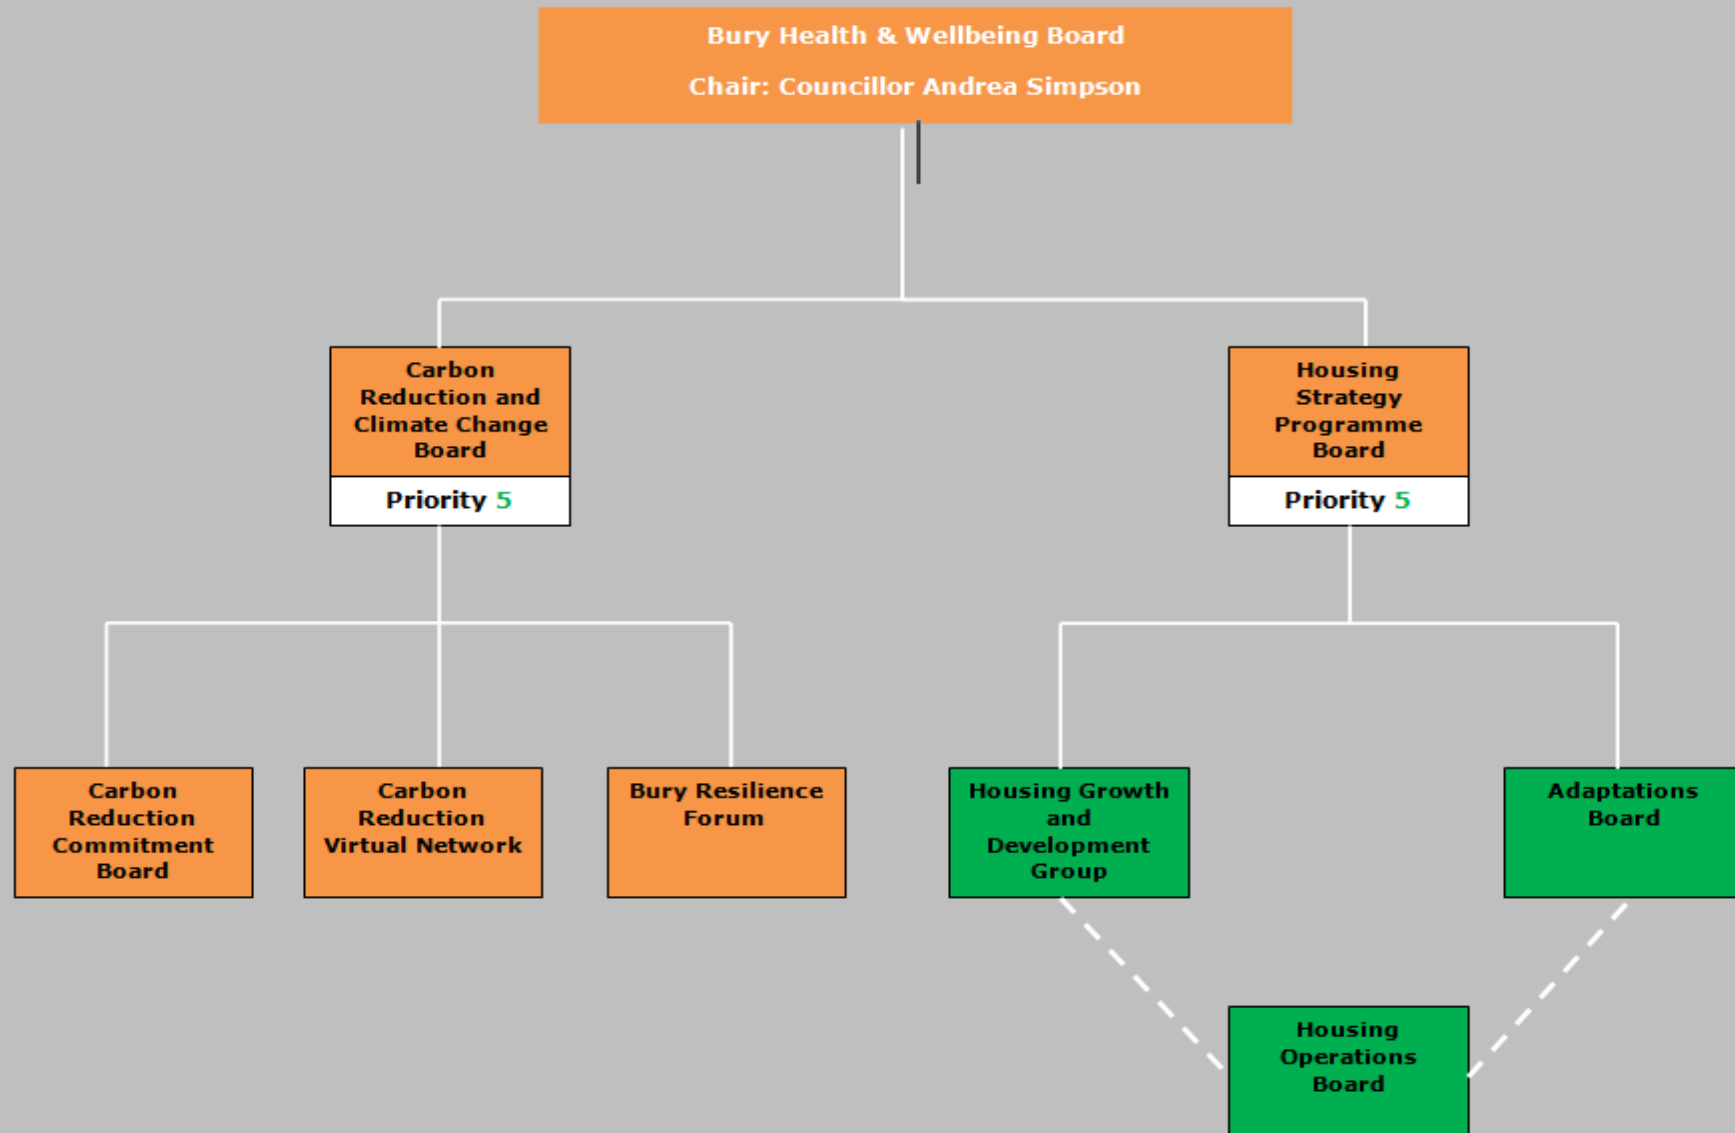 Bury Health & Wellbeing Board
Chair: Councillor Andrea Simpson
Carbon
Reduction and
Climate Change
Board
Priority 5
Housing
Strategy
Programme
Board
Priority 5
Carbon
Reduction
Commitment
Board
Carbon
Reduction
Virtual Network
Bury Resilience
Forum
Housing Growth
and
Development
Group
Adaptations
Board
Housing
Operations
Board